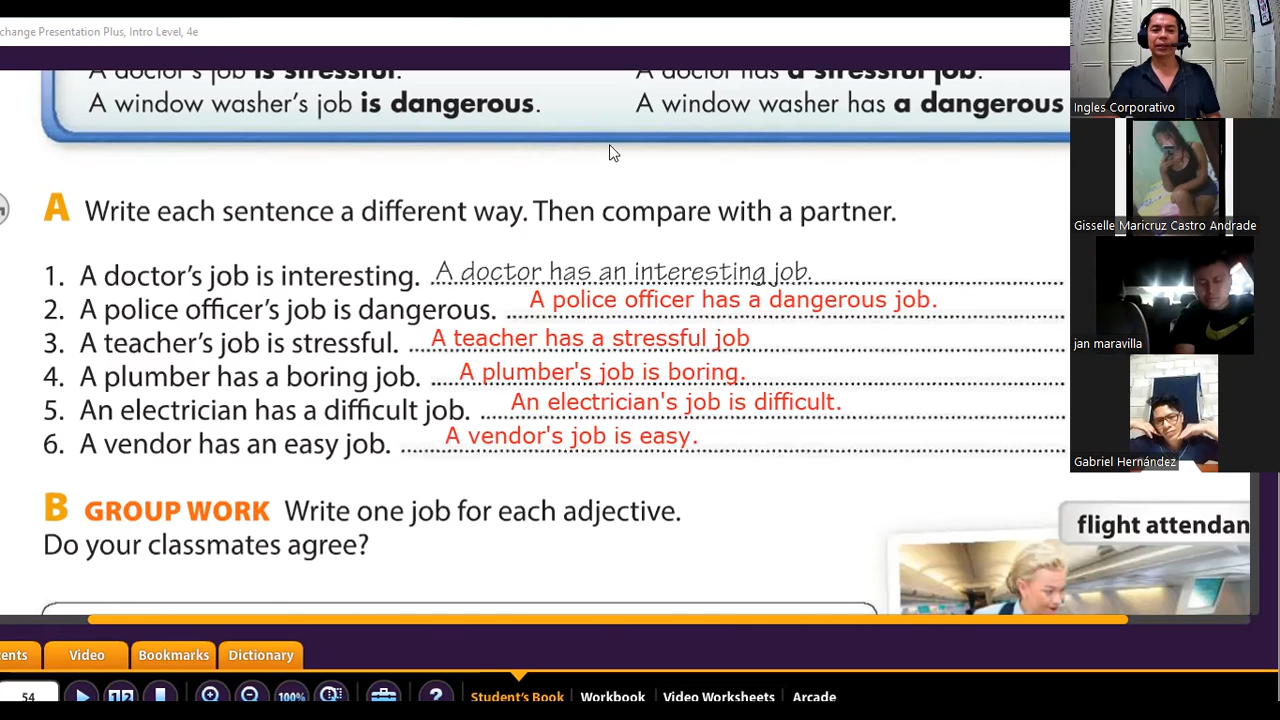 change Presentation Plus, Intro Level, 4e
A doctor's job is stressful. A doctor has a stressful job.
A window washer's job is dangerous. A window washer has a dangerous
Ingles Corporativo
Gisselle Maricruz Castro Andrade
jan maravilla
Gabriel Hernández
A Write each sentence a different way. Then compare with a partner.
1. A doctor's job is interesting. A doctor has an interesting job.
2. A police officer's job is dangerous. A police officer has a dangerous job.
3. A teacher's job is stressful. A teacher has a stressful job
4. A plumber has a boring job. A plumber's job is boring.
5. An electrician has a difficult job. An electrician's job is difficult.
6. A vendor has an easy job. A vendor's job is easy.
B GROUP WORK Write one job for each adjective.
Do your classmates agree?
flight attendan
ents Video Bookmarks Dictionary
54 100% ? Student's Book Workbook Video Worksheets Arcade